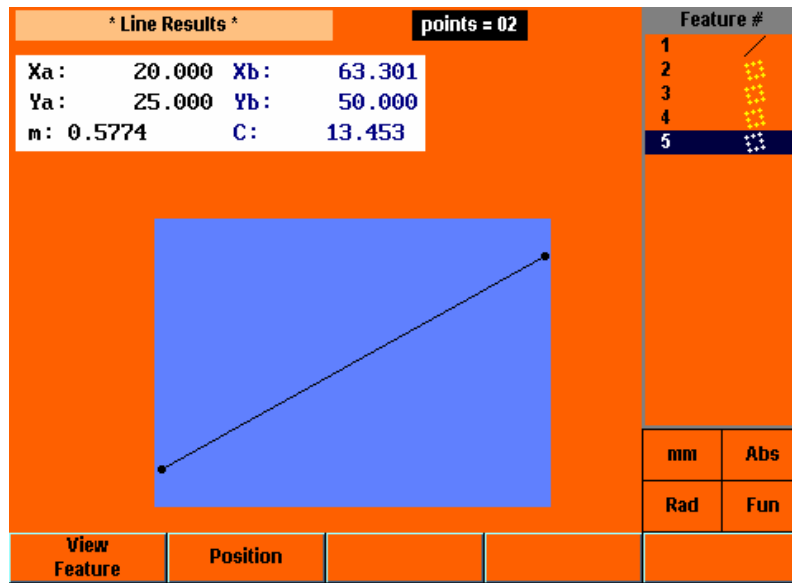 * Line Results *
points = 02
Feature #
1
2
3
4
5
Xa: 20.000 Xb: 63.301
Ya: 25.000 Yb: 50.000
m: 0.5774 C: 13.453
mm Abs
Rad Fun
View Feature
Position